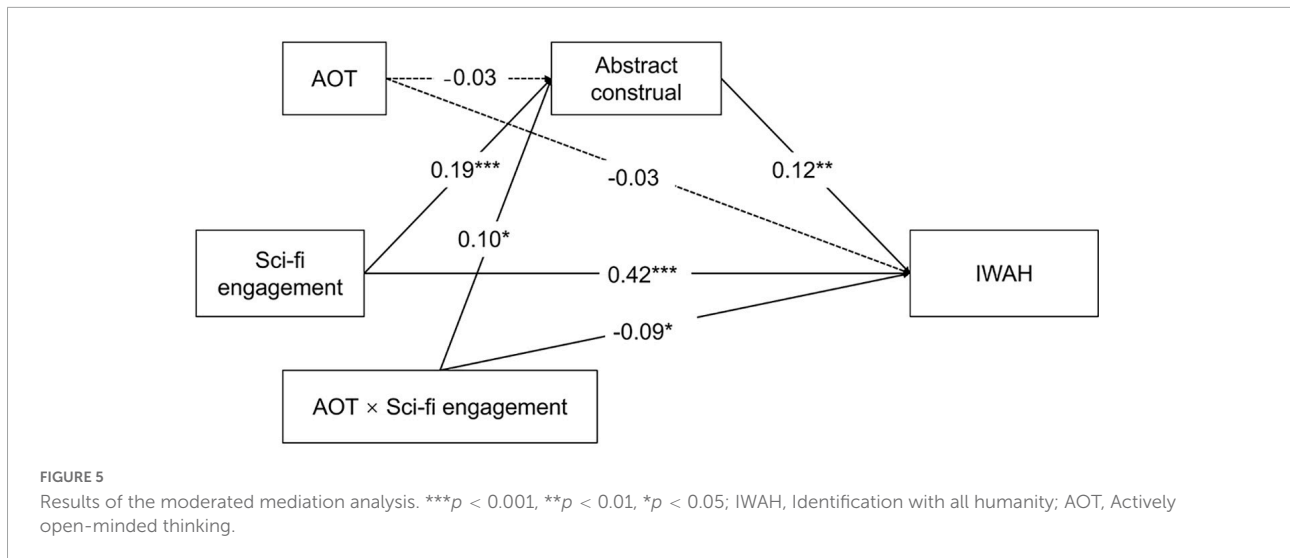 AOT
-0.03
Abstract
construal
0.19***
-0.03
0.12**
Sci-fi
engagement
0.10*
0.42***
IWAH
-0.09*
AOT × Sci-fi engagement
FIGURE 5
Results of the moderated mediation analysis. ***p < 0.001, **p < 0.01, *p < 0.05; IWAH, Identification with all humanity; AOT, Actively
open-minded thinking.